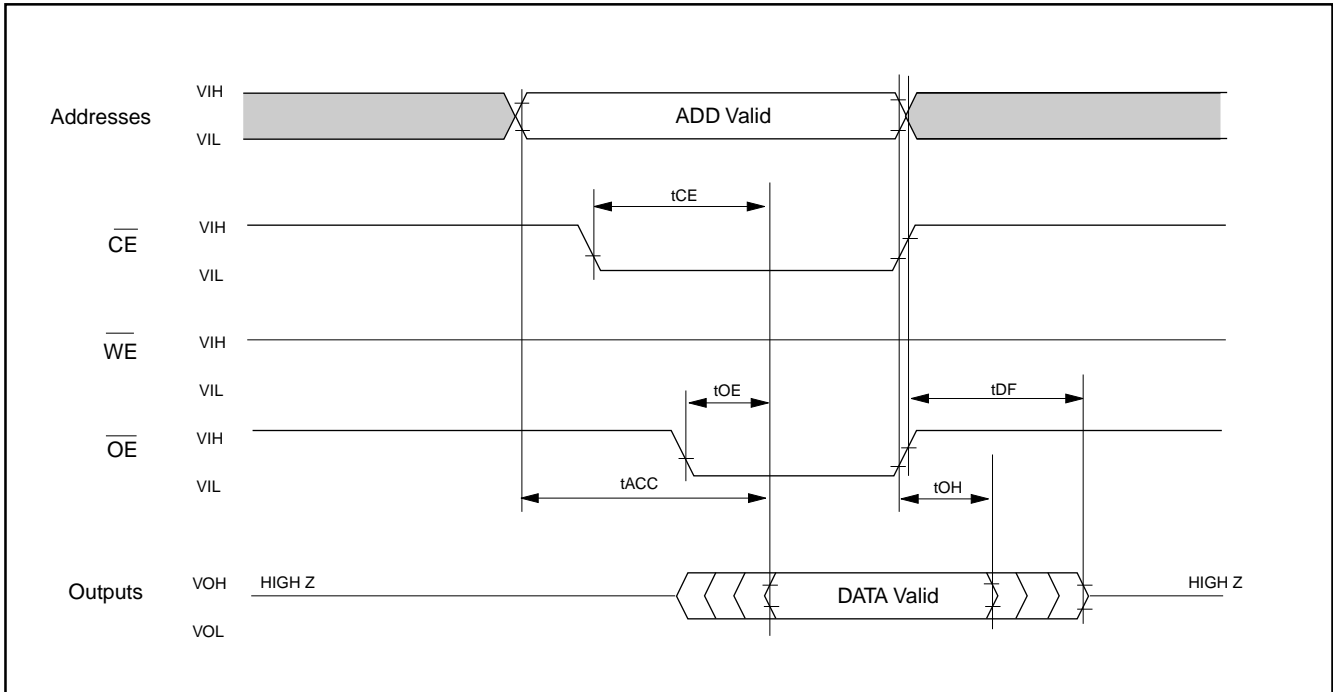 VIH
Addresses
ADD Valid
VIL
tCE
VIH
CE
VIL
WE
VIH
VIL
tOE
tDF
VIH
OE
VIL
tACC
tOH
VOH
HIGH Z
HIGH Z
Outputs
DATA Valid
VOL